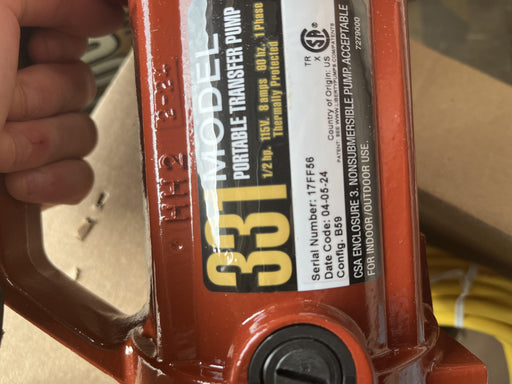 MODEL
331
PORTABLE TRANSFER PUMP
1/2 hp. 115V. 8 amps 60 hz. 1 Phase
Thermally Protected
Serial Number: 17FF56
Date Code: 04-05-24
Config. B59
Country of Origin: US
TR
X
CSA ENCLOSURE 3. NONSUBMERSIBLE PUMP. ACCEPTABLE
FOR INDOOR/OUTDOOR USE.
7279000
HH2